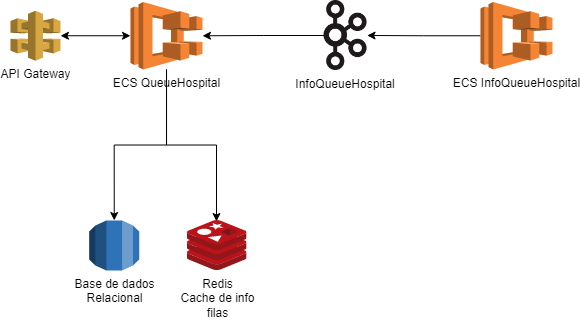 API Gateway
ECS QueueHospital
InfoQueueHospital
ECS InfoQueueHospital
Base de dados
Relacional
Redis
Cache de info
filas